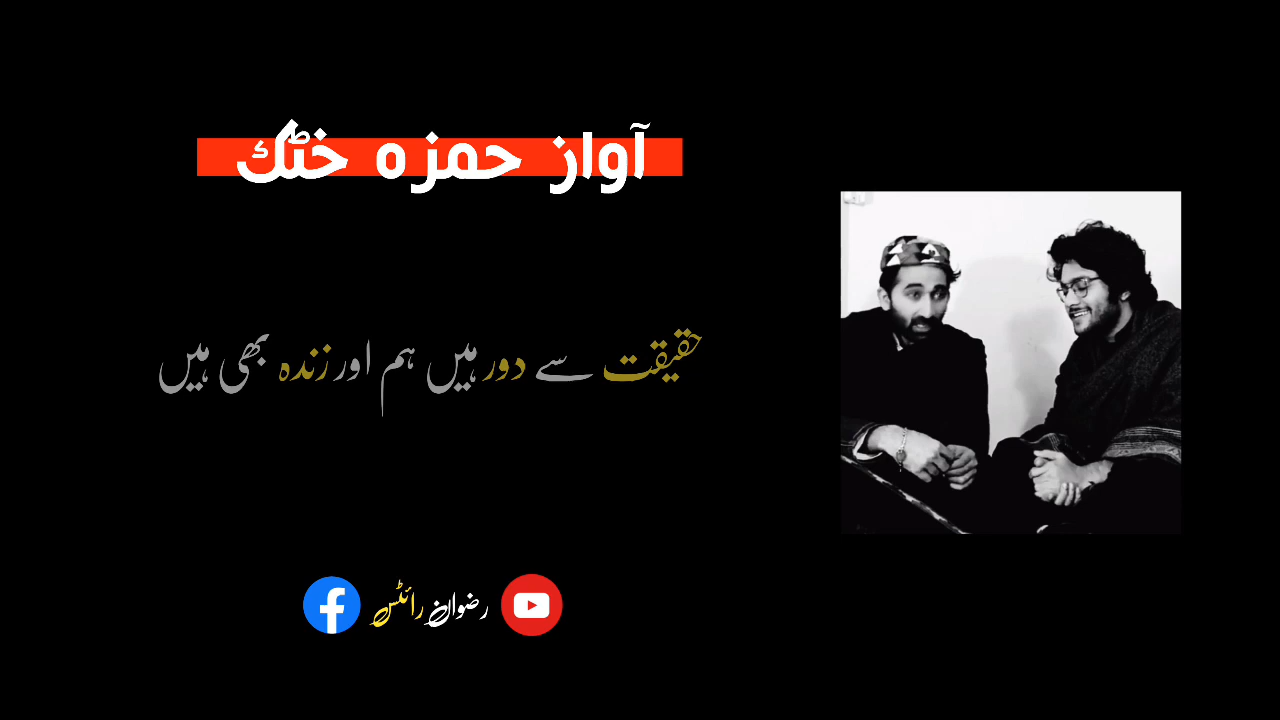 آواز حمزہ خٹک
حقیقت سے دور ہیں ہم اور زندہ بھی ہیں
رضوان رائٹس